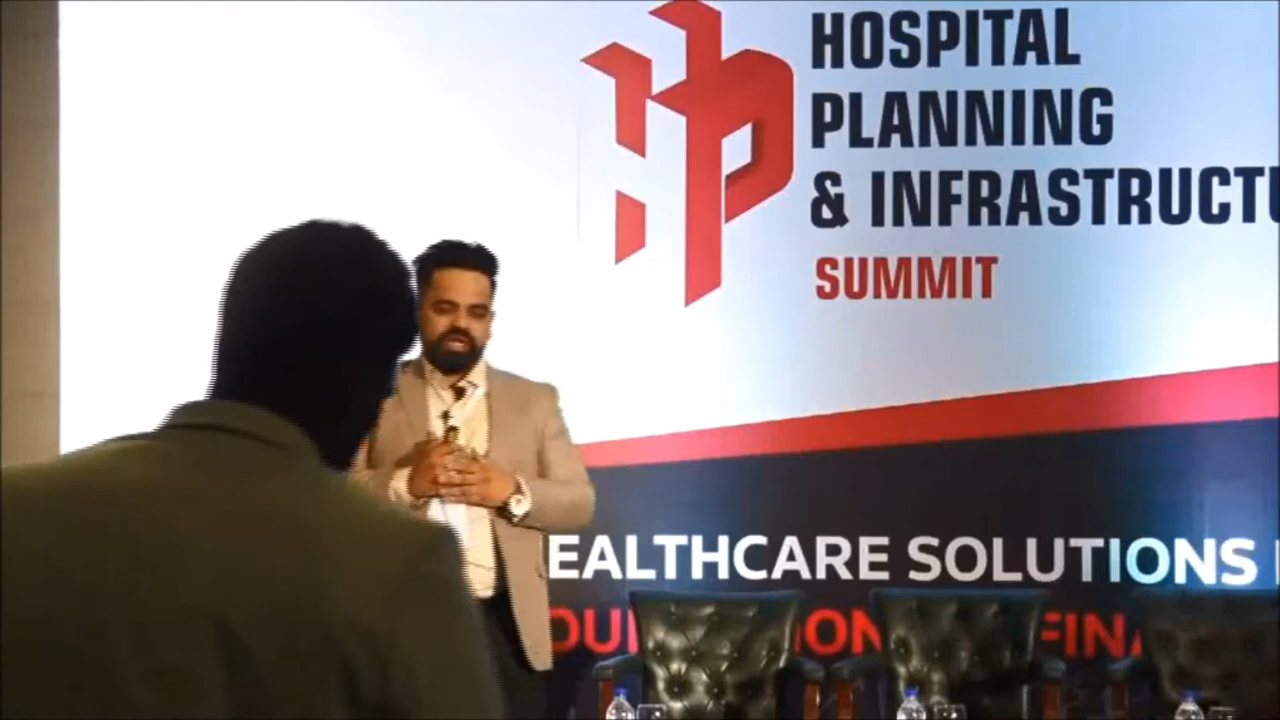 HOSPITAL
PLANNING
& INFRASTRUCTU
SUMMIT
EALTHCARE SOLUTIONS